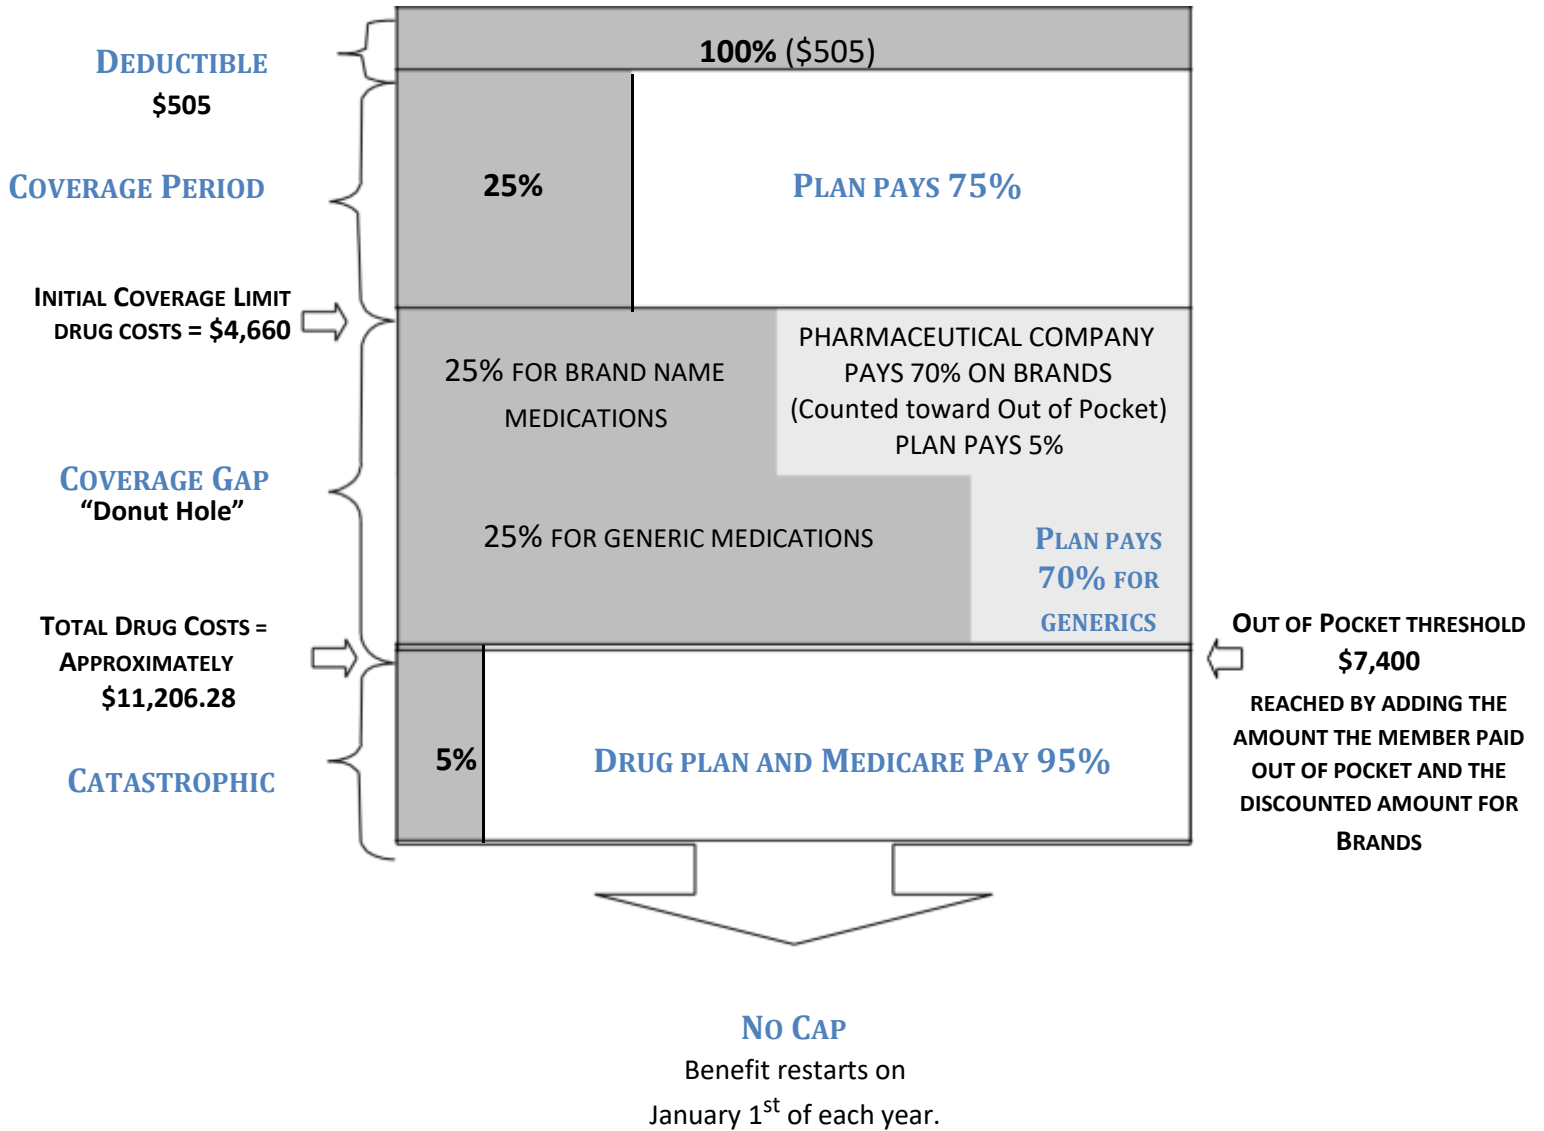 100% ($505)
DEDUCTIBLE
$505
COVERAGE PERIOD
25%
PLAN PAYS 75%
INITIAL COVERAGE LIMIT
DRUG COSTS = $4,660
25% FOR BRAND NAME
MEDICATIONS
PHARMACEUTICAL COMPANY
PAYS 70% ON BRANDS
(Counted toward Out of Pocket)
PLAN PAYS 5%
COVERAGE GAP
“Donut Hole”
25% FOR GENERIC MEDICATIONS
PLAN PAYS
70% FOR
GENERICS
TOTAL DRUG COSTS =
APPROXIMATELY
$11,206.28
OUT OF POCKET THRESHOLD
$7,400
REACHED BY ADDING THE
AMOUNT THE MEMBER PAID
OUT OF POCKET AND THE
DISCOUNTED AMOUNT FOR
BRANDS
CATASTROPHIC
5%
DRUG PLAN AND MEDICARE PAY 95%
NO CAP
Benefit restarts on
January 1st of each year.